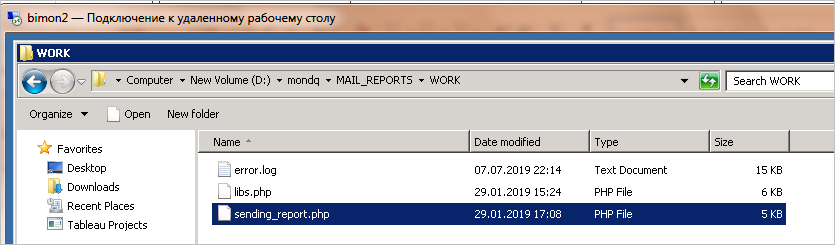 bimon2 — Подключение к удаленному рабочему столу
WORK
Computer New Volume (D:) mondq MAIL_REPORTS WORK Search WORK
Organize Open New folder
Favorites
Desktop
Downloads
Recent Places
Tableau Projects
Name Date modified Type Size
error.log 07.07.2019 22:14 Text Document 15 KB
libs.php 29.01.2019 15:24 PHP File 6 KB
sending_report.php 29.01.2019 17:08 PHP File 5 KB